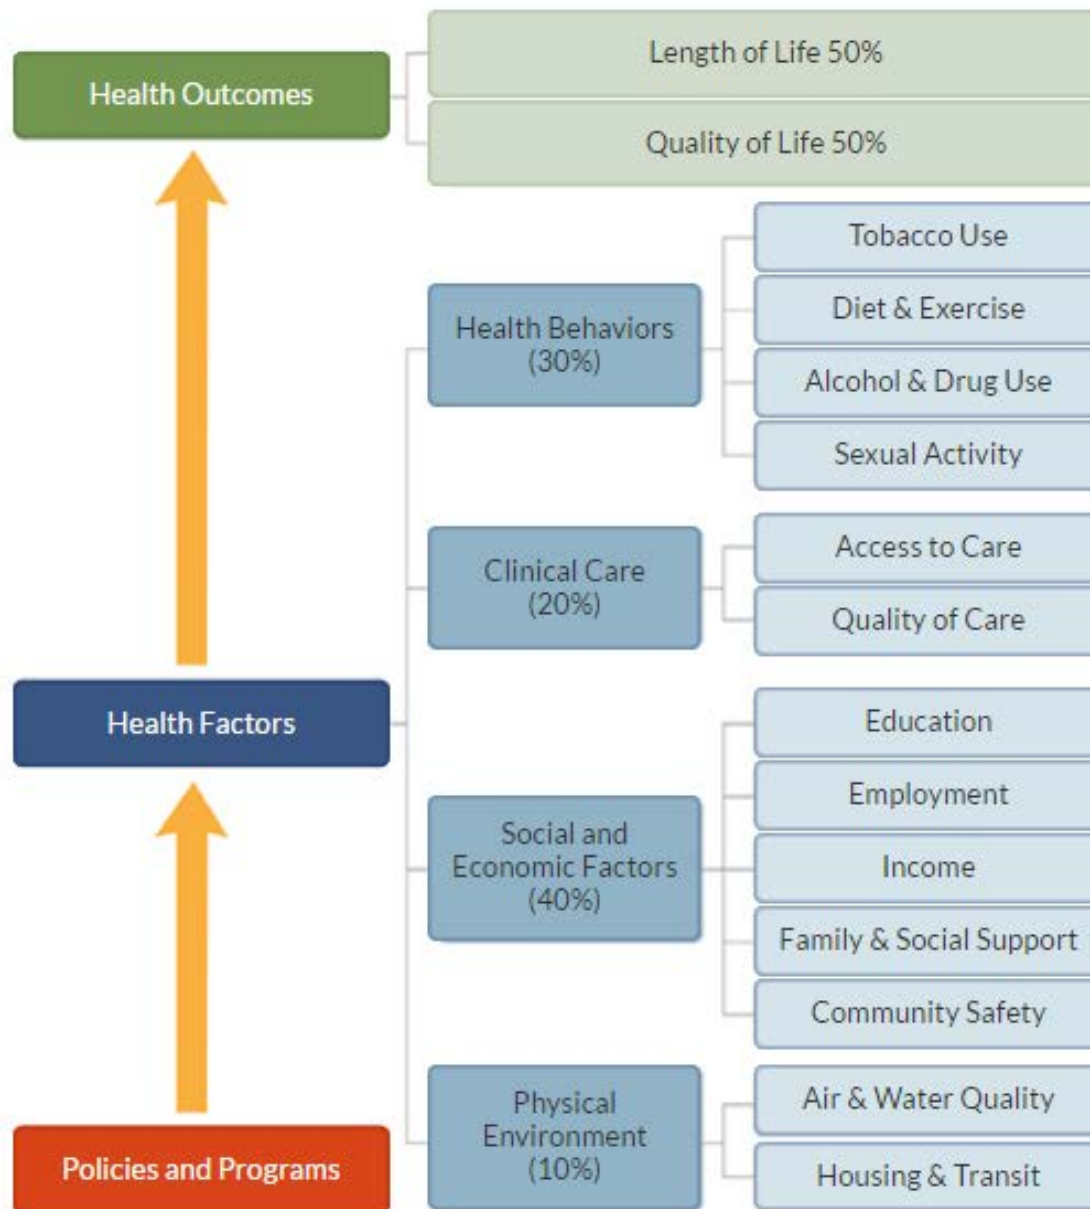 Health Outcomes
Length of Life 50%
Quality of Life 50%
Health Factors
Health Behaviors
(30%)
Tobacco Use
Diet & Exercise
Alcohol & Drug Use
Sexual Activity
Clinical Care
(20%)
Access to Care
Quality of Care
Social and
Economic Factors
(40%)
Education
Employment
Income
Family & Social Support
Community Safety
Physical
Environment
(10%)
Air & Water Quality
Housing & Transit
Policies and Programs